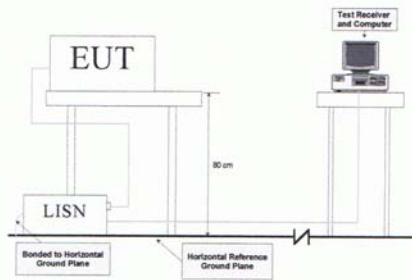 Test Receiver
and Computer
EUT
80 cm
LISN
Bonded to Horizontal
Ground Plane
Horizontal Reference
Ground Plane